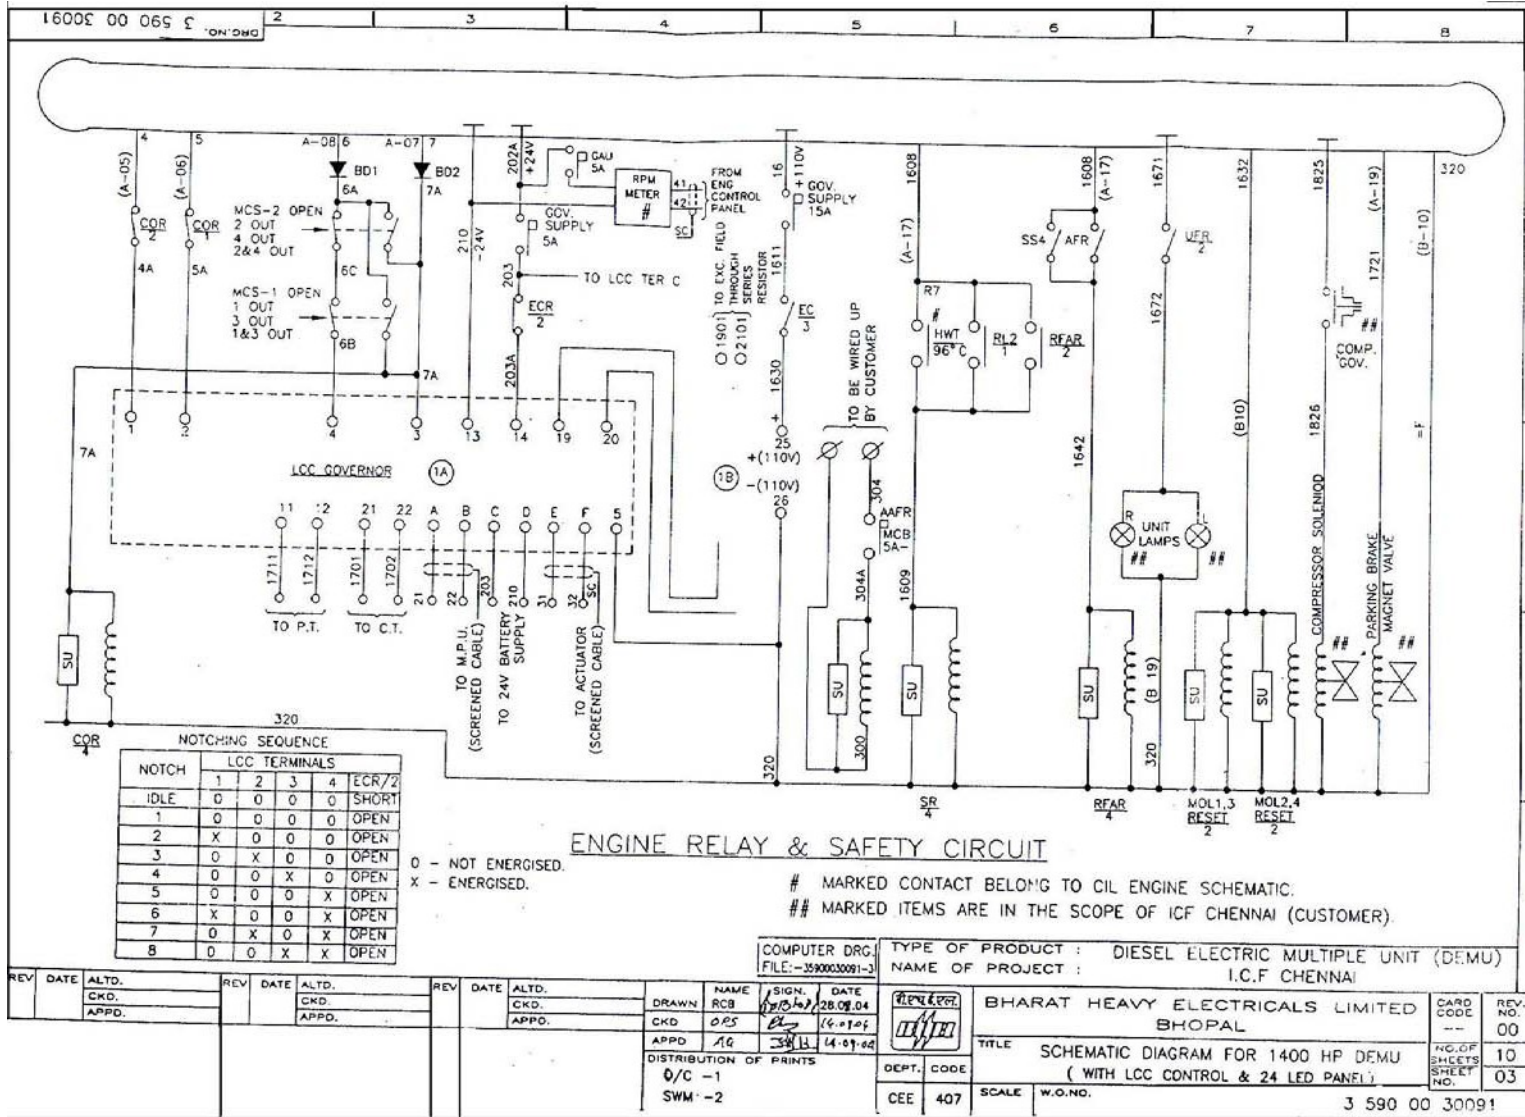 DRG.NO. 3 590 00 30091
2 3 4 5 6 7 8
4 5 A-08 6 A-07 7
(A-05) (A-06)
BD1 BD2
6A 7A
202A +24V
GAU 5A
RPM METER #
41 42
FROM ENG CONTROL PANEL
SC
16 +110V
GOV. SUPPLY 15A
1608 1608 (A-17) 1671 1632 1825 (A-19) 320
COR 2
COR 1
4A 5A
MCS-2 OPEN
2 OUT
4 OUT
2&4 OUT
6C
MCS-1 OPEN
1 OUT
3 OUT
1&3 OUT
6B
7A
210 -24V
GOV. SUPPLY 5A
203
TO LCC TER C
ECR 2
203A
1901 2101
TO EXC. FIELD THROUGH SERIES RESISTOR
1611
EC 3
1630
+
TO BE WIRED UP BY CUSTOMER
(A-17)
R7
#
HWT 96°C
RL2 1
RFAR 2
SS4 AFR
UFR 2
1672
1642
(B10)
1826
COMP. GOV. ##
1721
(B-10)
=F
1 2 4 3 13 14 19 20
7A
LCC GOVERNOR 1A
1B
25
+(110V)
-(110V)
26
304
AAFR MCB 5A-
304A
1609
R UNIT LAMPS L
## ##
COMPRESSOR SOLENIOD
PARKING BRAKE MAGNET VALVE
## ##
11 12 21 22 A B C D E F 5
1711 1712 1701 1702 21 22 203 210 31 32 SC
TO P.T. TO C.T.
TO M.P.U. (SCREENED CABLE)
TO 24V BATTERY SUPPLY
TO ACTUATOR (SCREENED CABLE)
SU SU SU SU SU SU
300
(B 19)
320 320 320
COR 4
SR 4
RFAR 4
MOL1,3 RESET 2
MOL2,4 RESET 2
NOTCHING SEQUENCE
NOTCH LCC TERMINALS
1 2 3 4 ECR/2
IDLE 0 0 0 0 SHORT
1 0 0 0 0 OPEN
2 X 0 0 0 OPEN
3 0 X 0 0 OPEN
4 0 0 X 0 OPEN
5 0 0 0 X OPEN
6 X 0 0 X OPEN
7 0 X 0 X OPEN
8 0 0 X X OPEN
0 - NOT ENERGISED.
X - ENERGISED.
ENGINE RELAY & SAFETY CIRCUIT
# MARKED CONTACT BELONG TO CIL ENGINE SCHEMATIC.
## MARKED ITEMS ARE IN THE SCOPE OF ICF CHENNAI (CUSTOMER).
COMPUTER DRG.
FILE:-35900030091-3
TYPE OF PRODUCT : DIESEL ELECTRIC MULTIPLE UNIT (DEMU)
NAME OF PROJECT : I.C.F CHENNAI
REV DATE ALTD. REV DATE ALTD. REV DATE ALTD.
CKD. CKD. CKD.
APPD. APPD. APPD.
NAME SIGN. DATE
DRAWN RCB 28.08.04
CKD OPS
APPD AG
DISTRIBUTION OF PRINTS
O/C -1
SWM -2
बीएचईएल
DEPT. CODE
CEE 407
BHARAT HEAVY ELECTRICALS LIMITED
BHOPAL
CARD CODE --
REV. NO. 00
TITLE SCHEMATIC DIAGRAM FOR 1400 HP DEMU
( WITH LCC CONTROL & 24 LED PANEL)
NO.OF SHEETS 10
SHEET NO. 03
SCALE W.O.NO.
3 590 00 30091